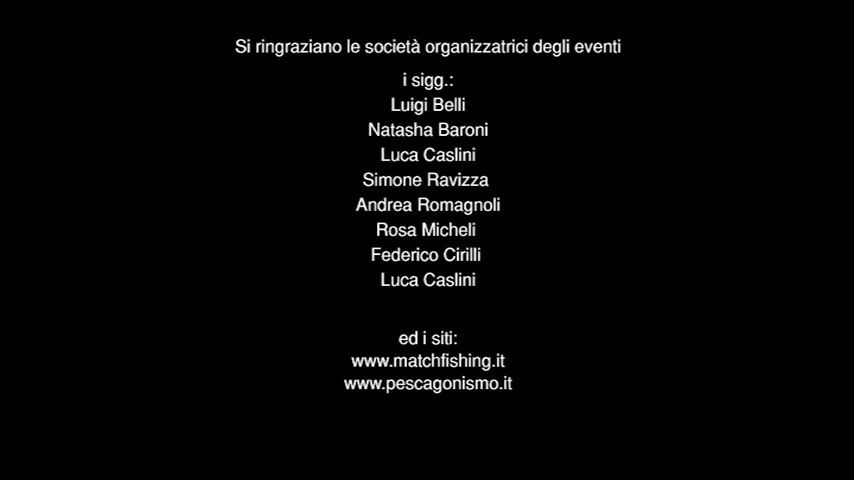 Si ringraziano le società organizzatrici degli eventi
i sigg.:
Luigi Belli
Natasha Baroni
Luca Caslini
Simone Ravizza
Andrea Romagnoli
Rosa Micheli
Federico Cirilli
Luca Caslini
ed i siti:
www.matchfishing.it
www.pescagonismo.it